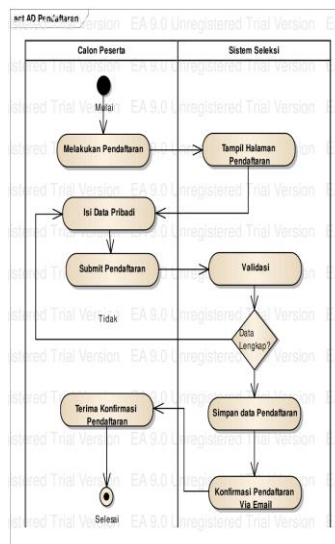 act AD Pendaftaran
Calon Peserta
Sistem Seleksi
Mulai
Melakukan Pendaftaran
Tampil Halaman
Pendaftaran
Isi Data Pribadi
Submit Pendaftaran
Validasi
Tidak
Data
Lengkap?
Terima Konfirmasi
Pendaftaran
Simpan data Pendaftaran
Konfirmasi Pendaftaran
Via Email
Selesai
EA 9.0 Unregistered Trial Version